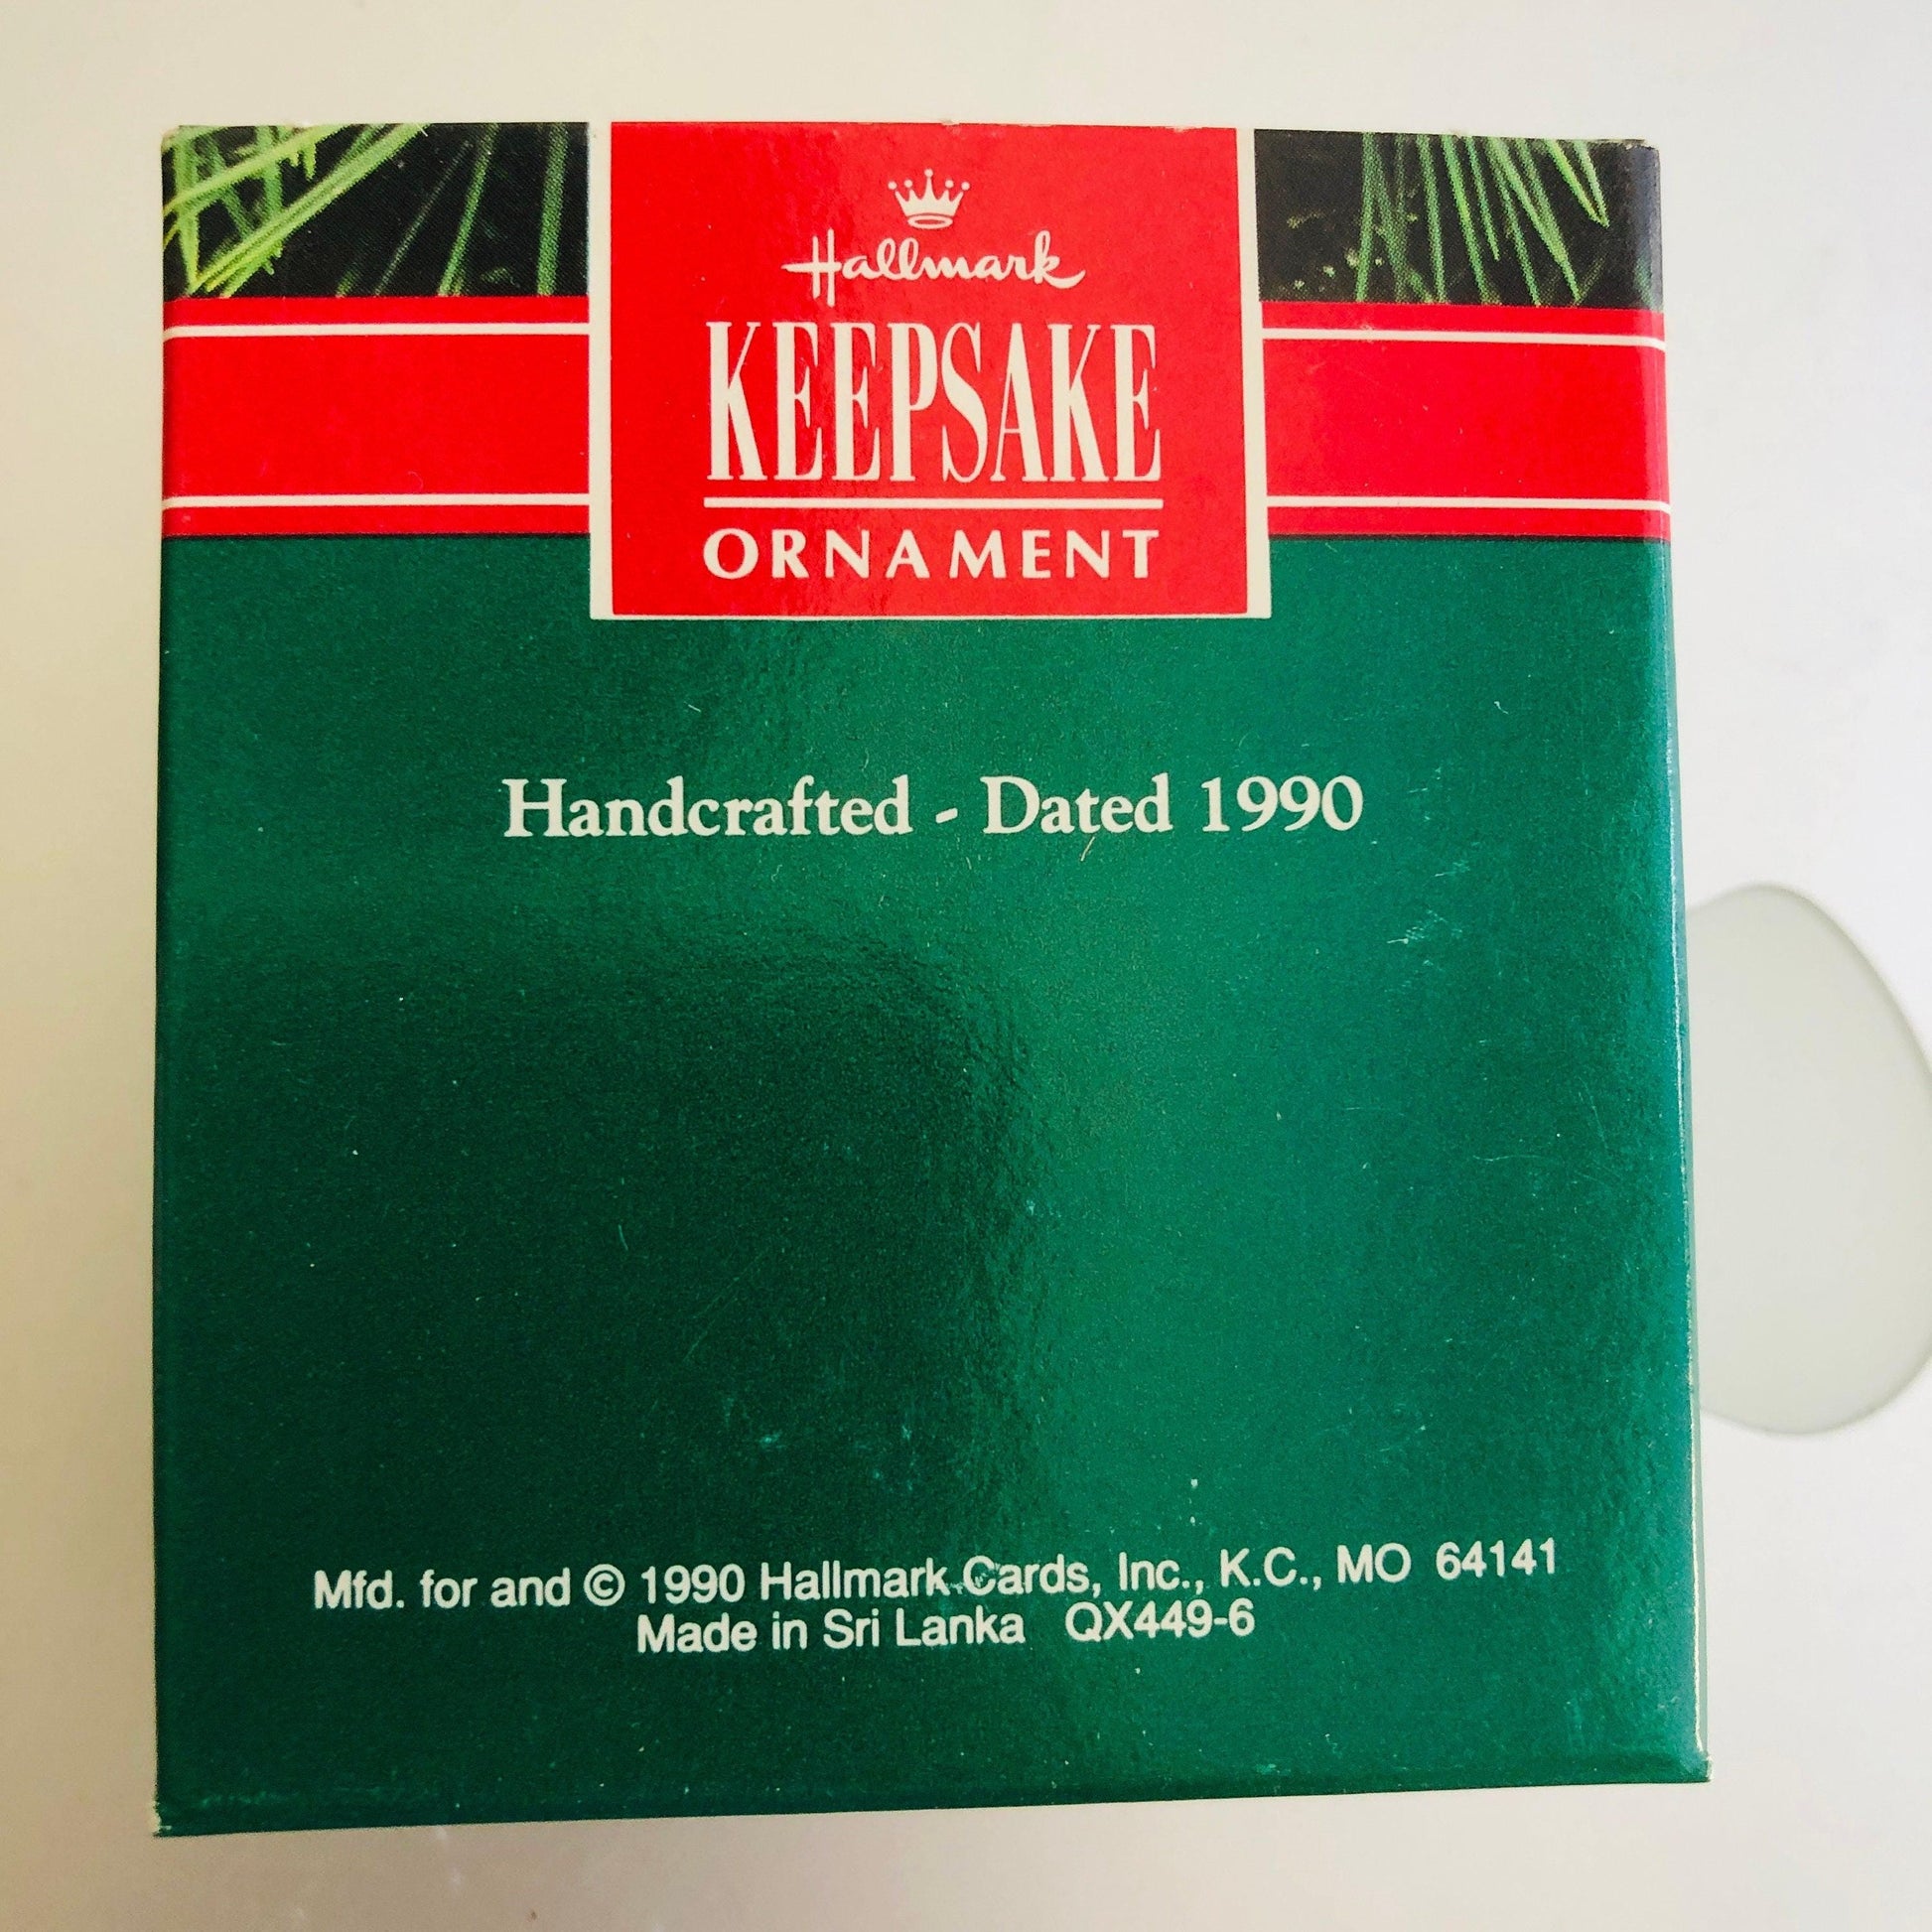 Hallmark
KEEPSAKE
ORNAMENT
Handcrafted - Dated 1990
Mfd. for and © 1990 Hallmark Cards, Inc., K.C., MO 64141
Made in Sri Lanka QX449-6